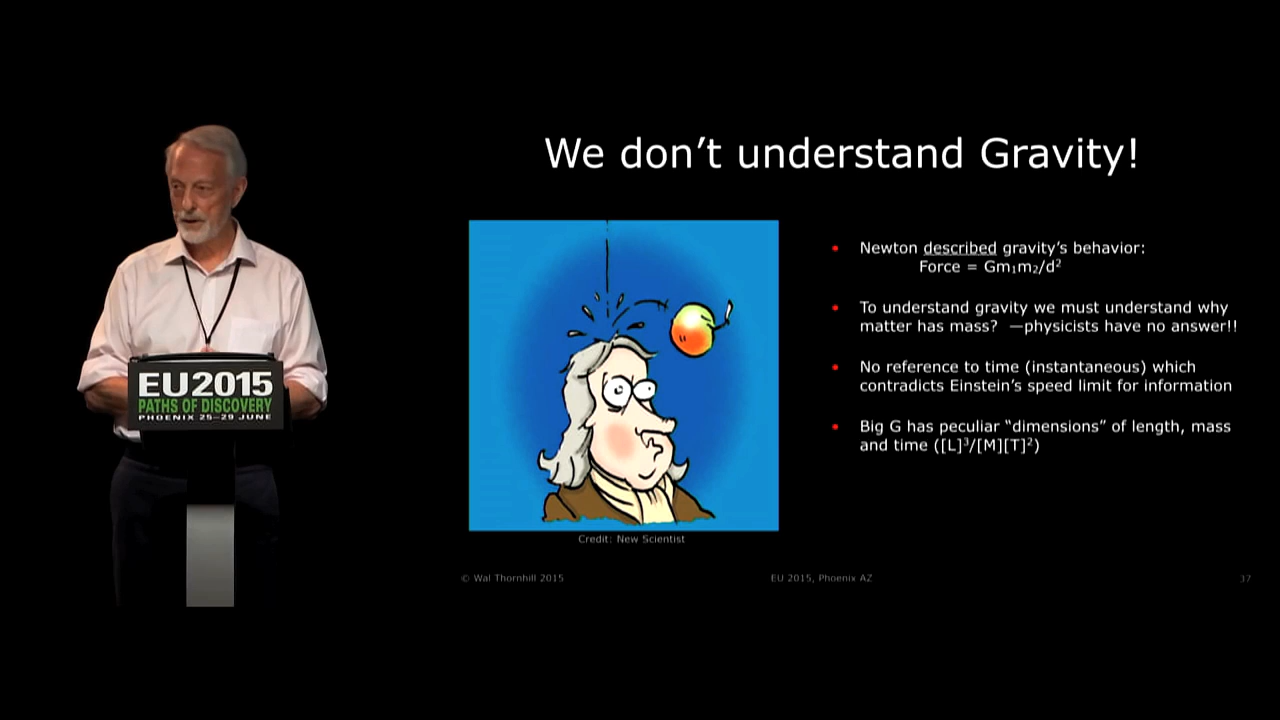 We don’t understand Gravity!
• Newton described gravity’s behavior:
Force = Gm₁m₂/d²
• To understand gravity we must understand why
matter has mass?  —physicists have no answer!!
• No reference to time (instantaneous) which
contradicts Einstein’s speed limit for information
• Big G has peculiar “dimensions” of length, mass
and time ([L]³/[M][T]²)
EU2015
PATHS OF DISCOVERY
PHOENIX 25–29 JUNE
Credit: New Scientist
© Wal Thornhill 2015
EU 2015, Phoenix AZ
37